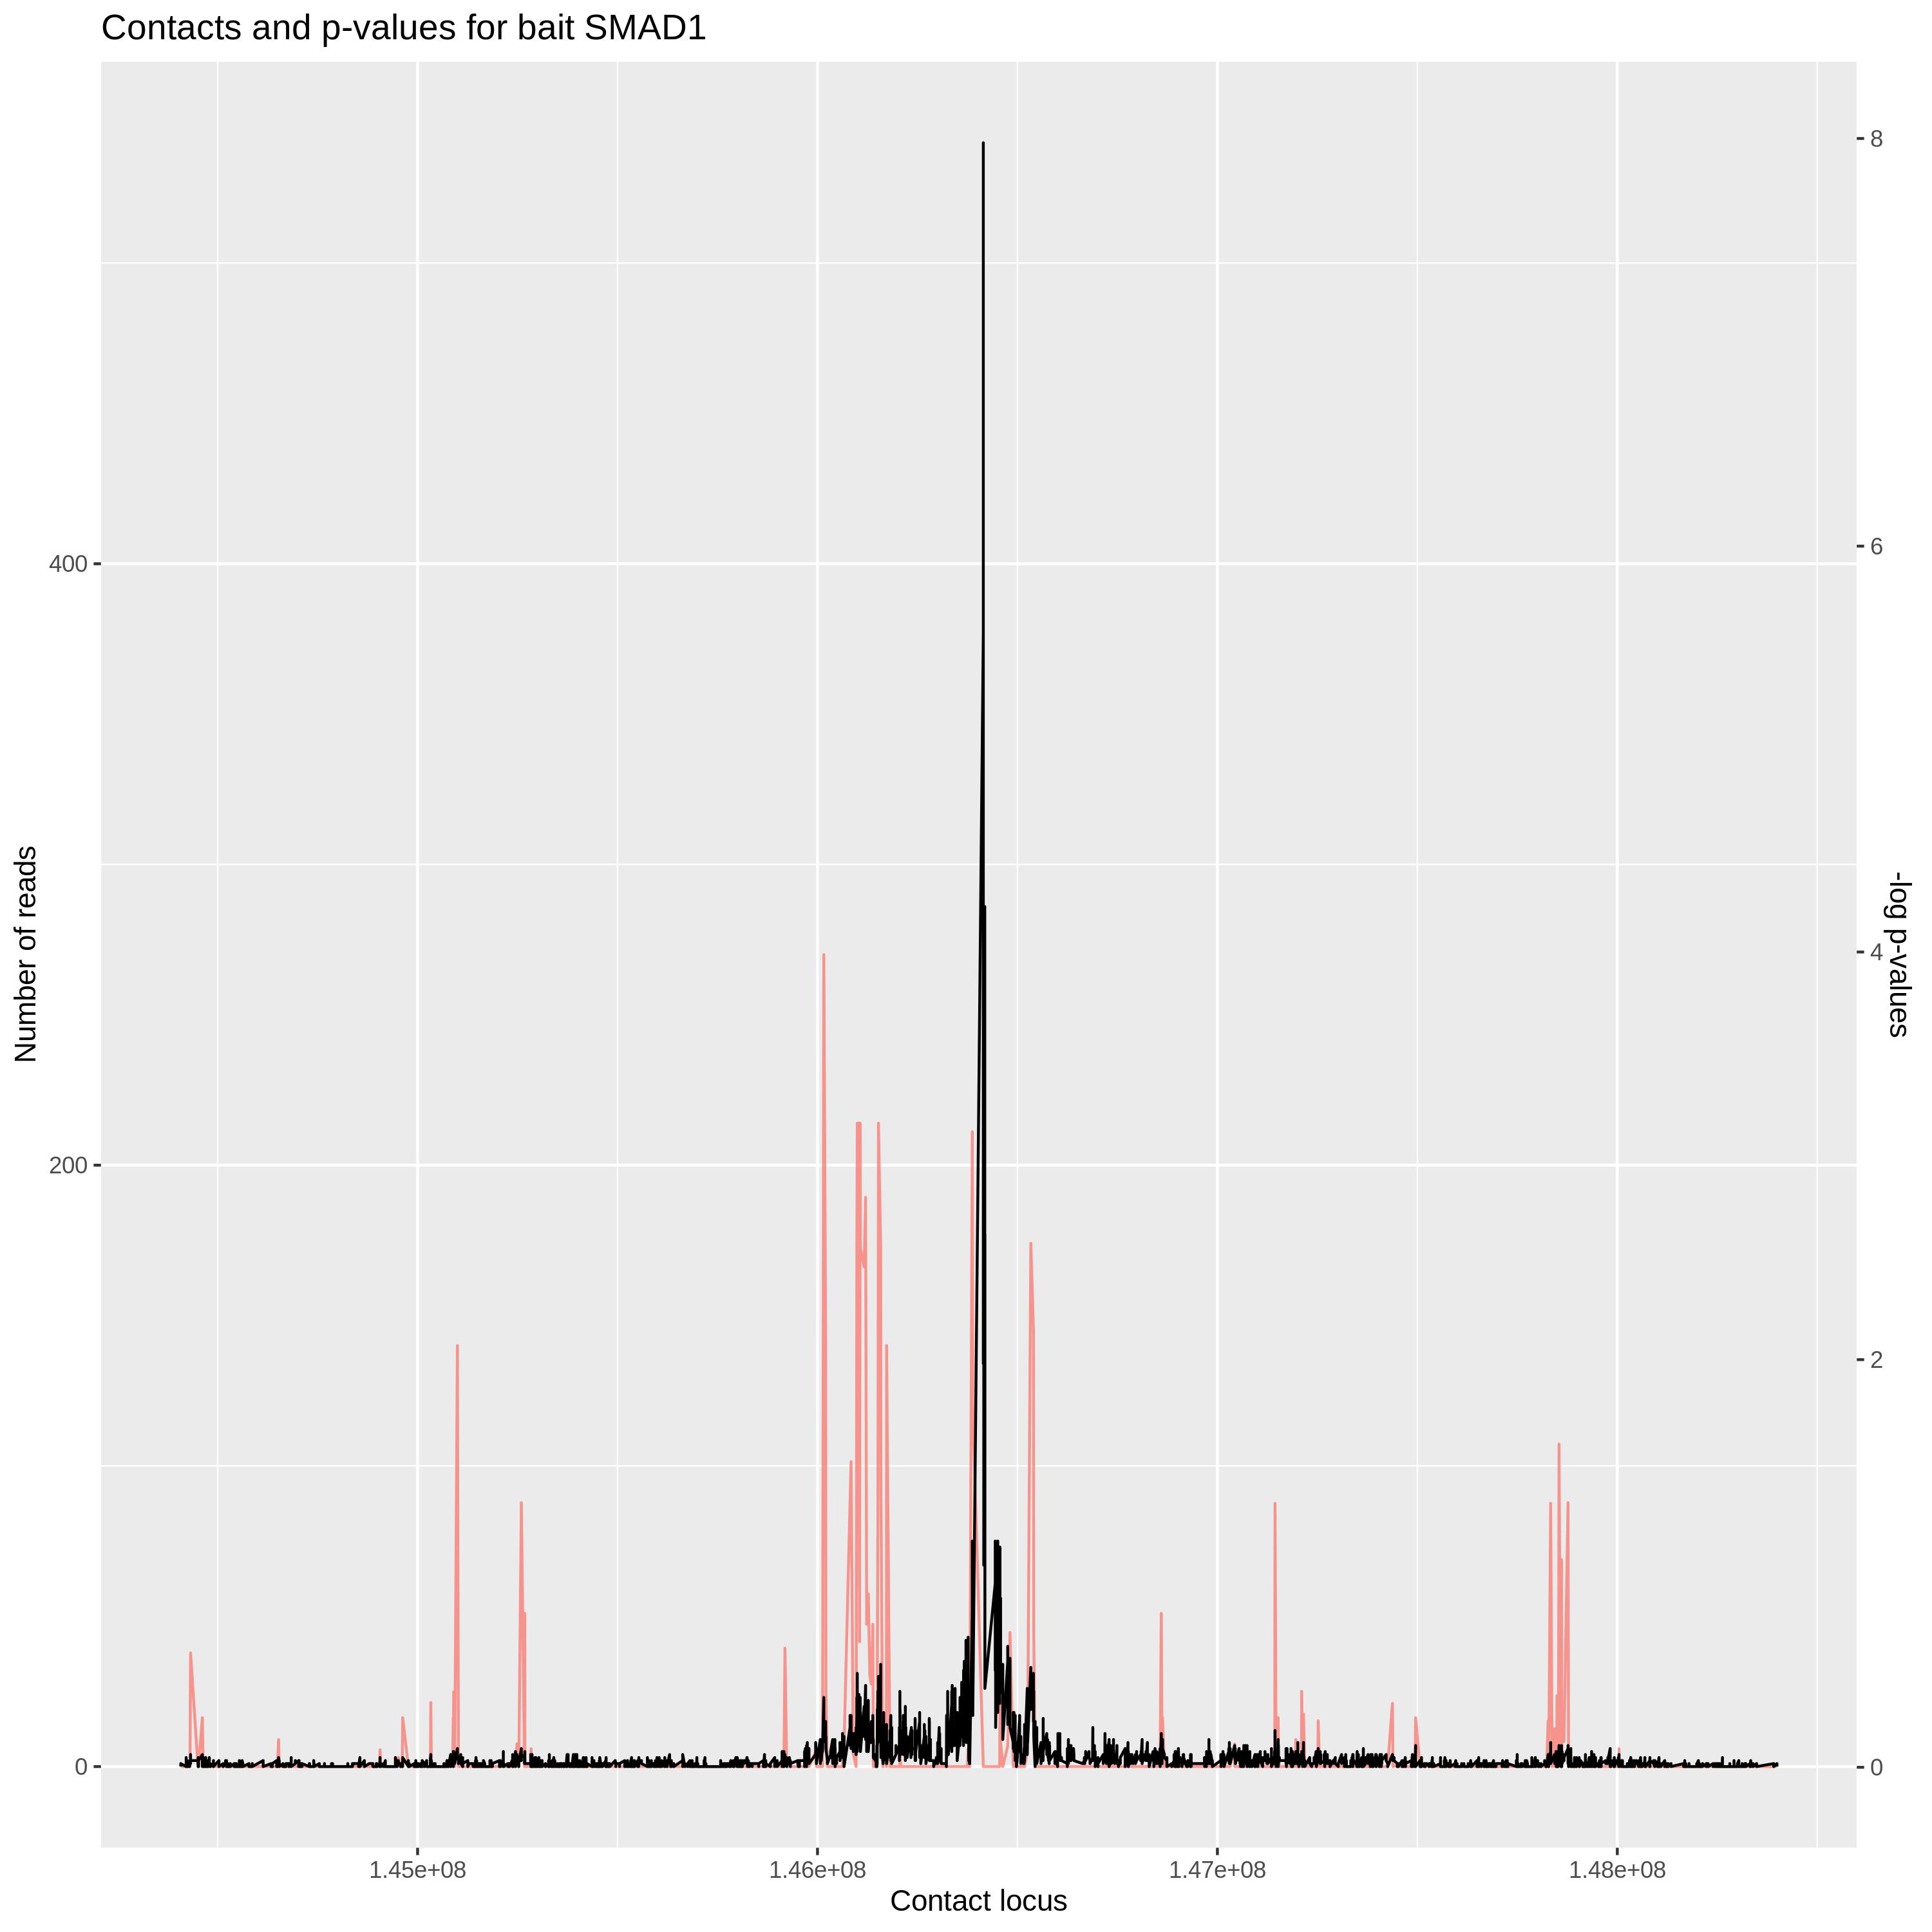 Contacts and p-values for bait SMAD1
Number of reads
400
200
0
8
6
4
2
0
-log p-values
1.45e+08 1.46e+08 1.47e+08 1.48e+08
Contact locus